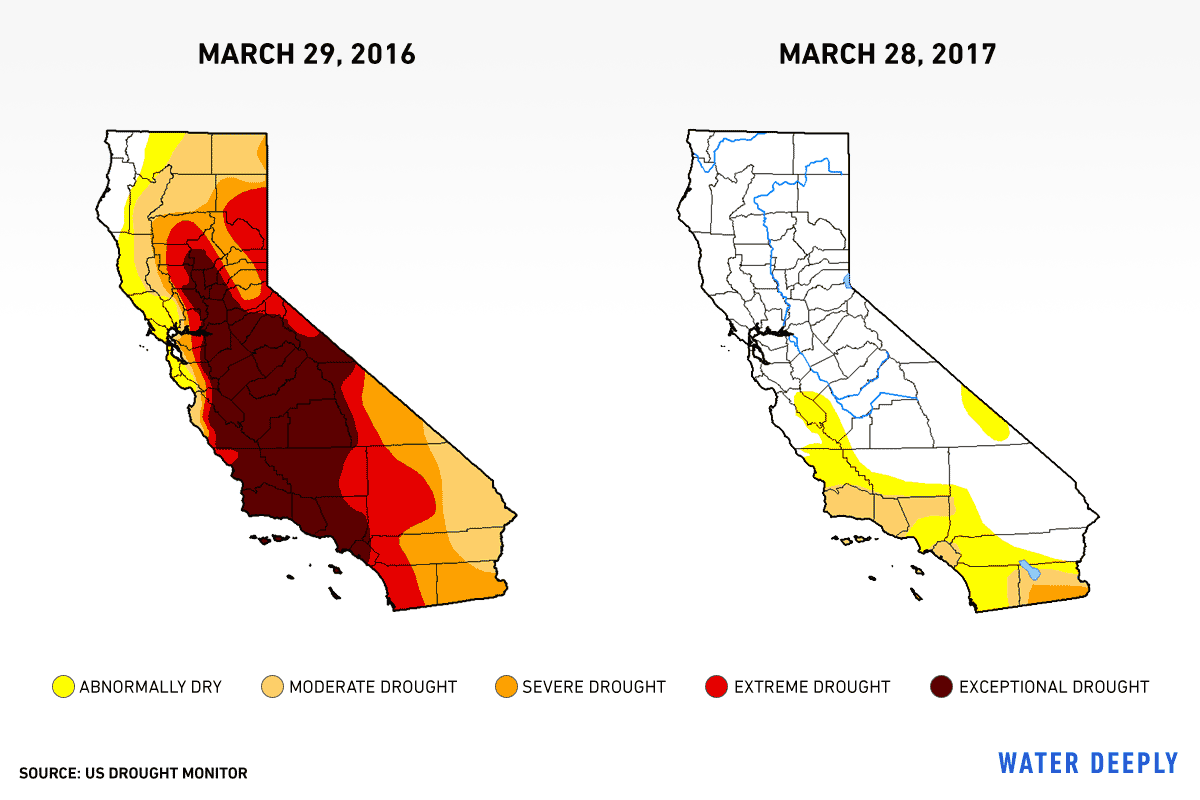 MARCH 29, 2016
MARCH 28, 2017
ABNORMALLY DRY
MODERATE DROUGHT
SEVERE DROUGHT
EXTREME DROUGHT
EXCEPTIONAL DROUGHT
SOURCE: US DROUGHT MONITOR
WATER DEEPLY